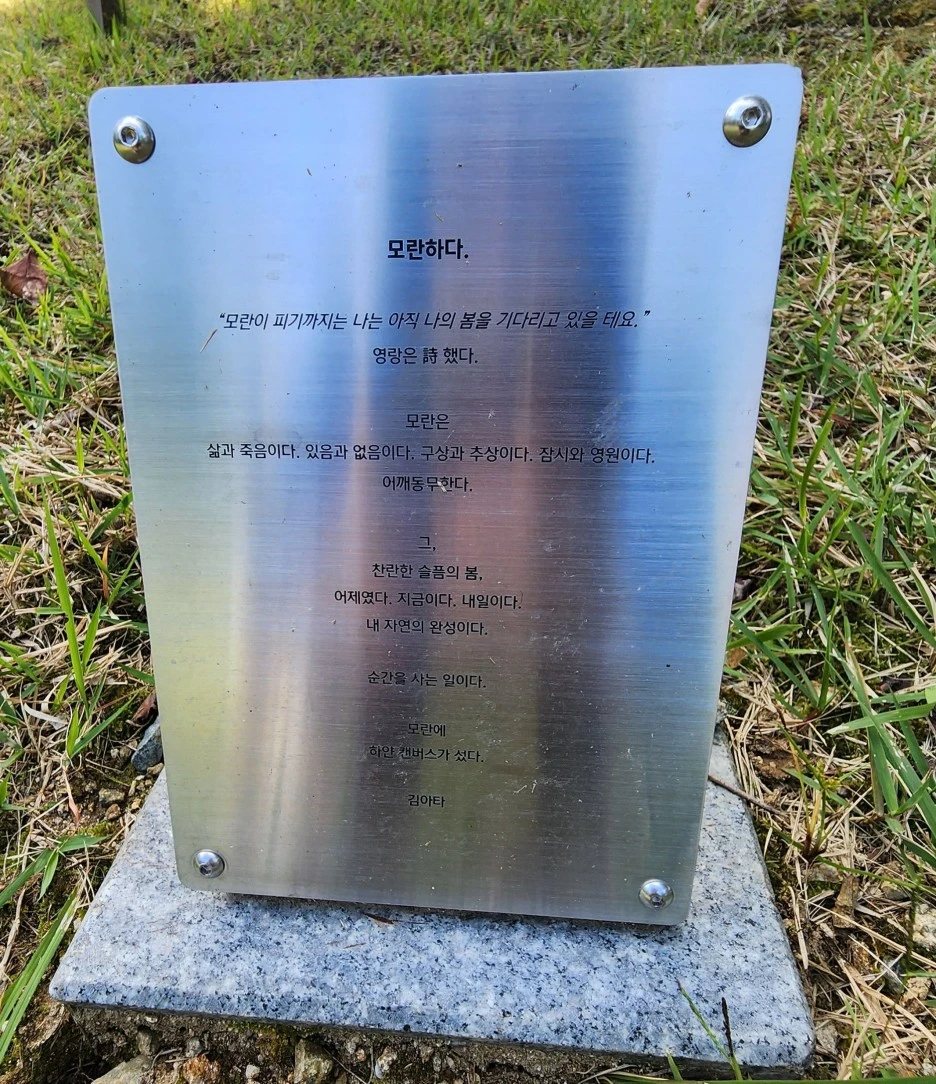 모란하다.
“모란이 피기까지는 나는 아직 나의 봄을 기다리고 있을 테요.”
영랑은 詩 했다.
모란은
삶과 죽음이다. 있음과 없음이다. 구상과 추상이다. 잠시와 영원이다.
어깨동무한다.
그,
찬란한 슬픔의 봄,
어제였다. 지금이다. 내일이다.
내 자연의 완성이다.
순간을 사는 일이다.
모란에
하얀 캔버스가 섰다.
김아타